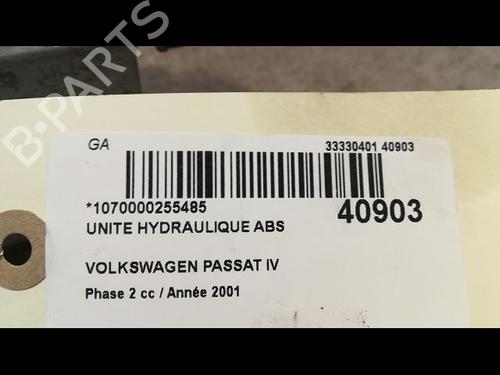 B-PARTS
GA
33330401 40903
*1070000255485
40903
UNITE HYDRAULIQUE ABS
VOLKSWAGEN PASSAT IV
Phase 2 cc / Année 2001